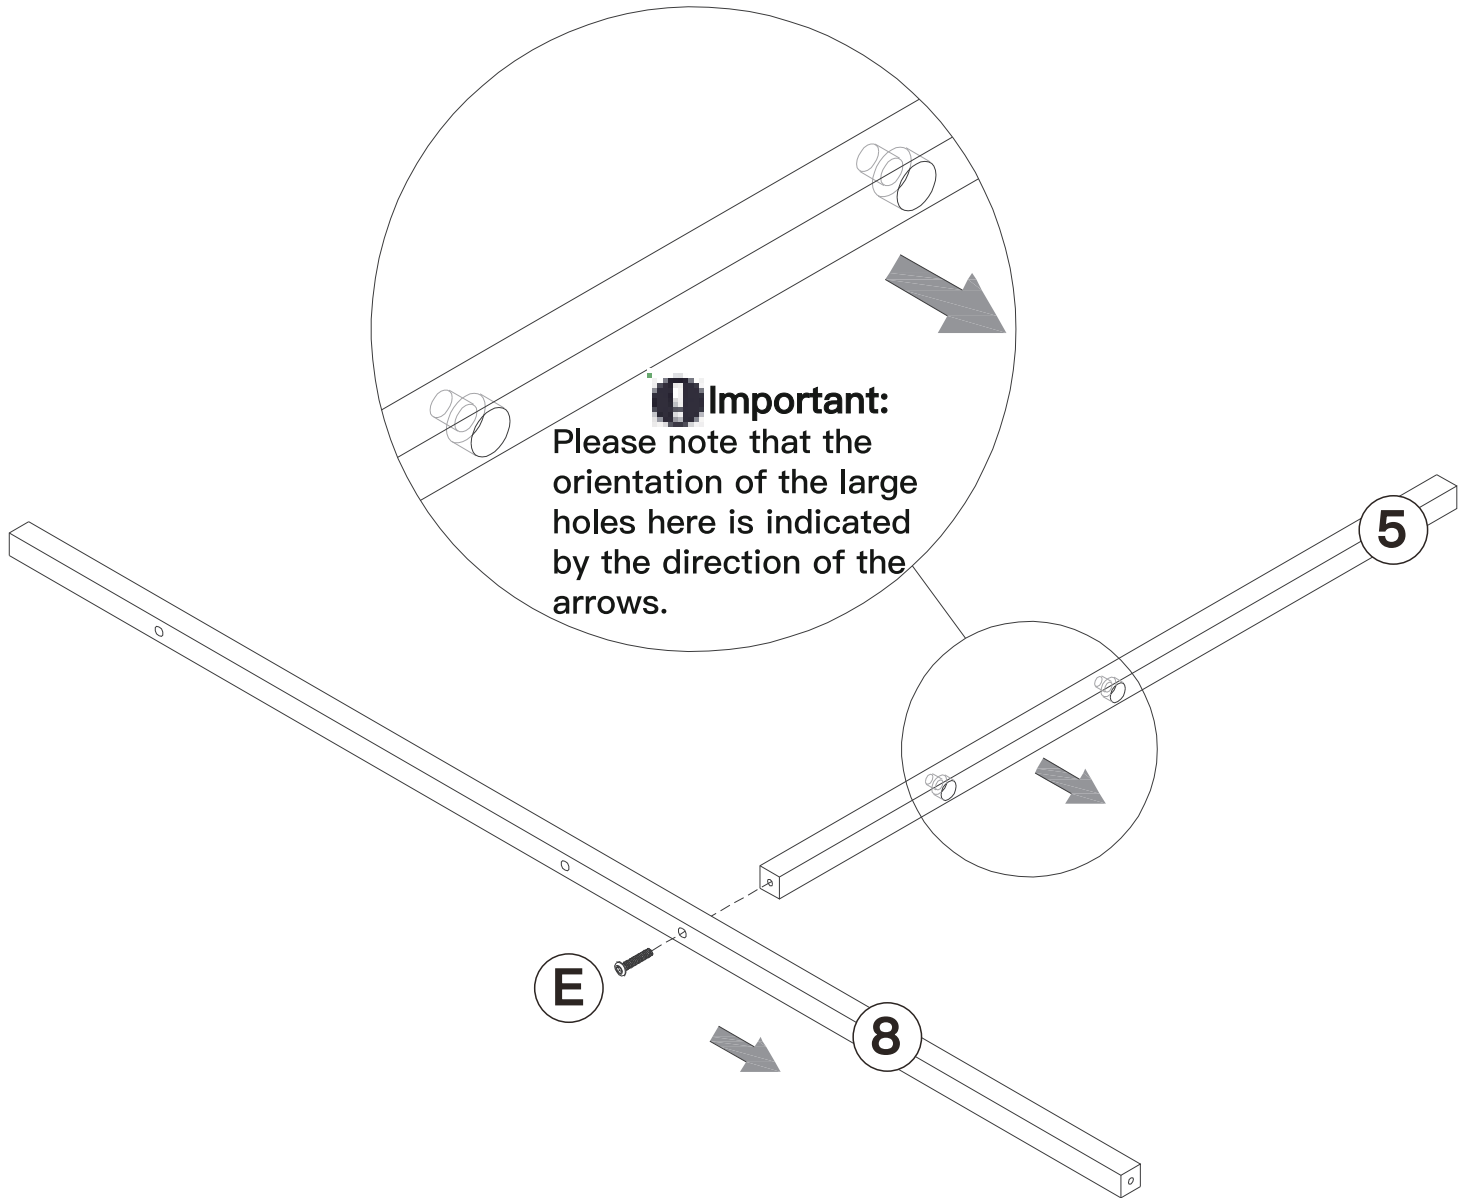 Important:
Please note that the
orientation of the large
holes here is indicated
by the direction of the
arrows.
5
E
8